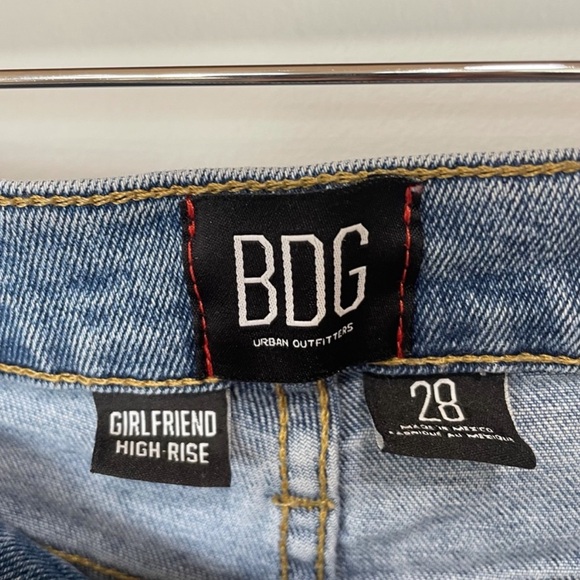 BDG
URBAN OUTFITTERS
GIRLFRIEND
HIGH-RISE
28
MADE IN MEXICO
FABRIQUÉ AU MEXIQUE